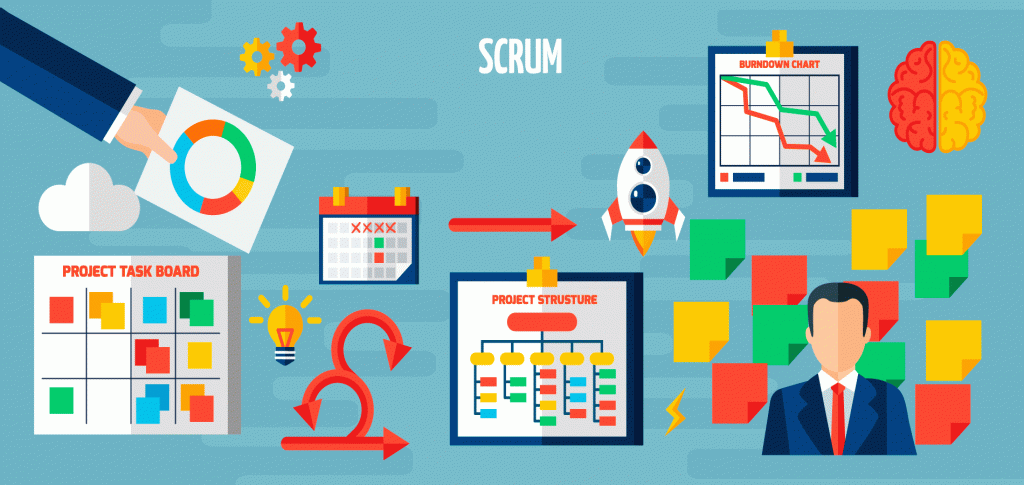 SCRUM
BURNDOWN CHART
PROJECT TASK BOARD
PROJECT STRUSTURE